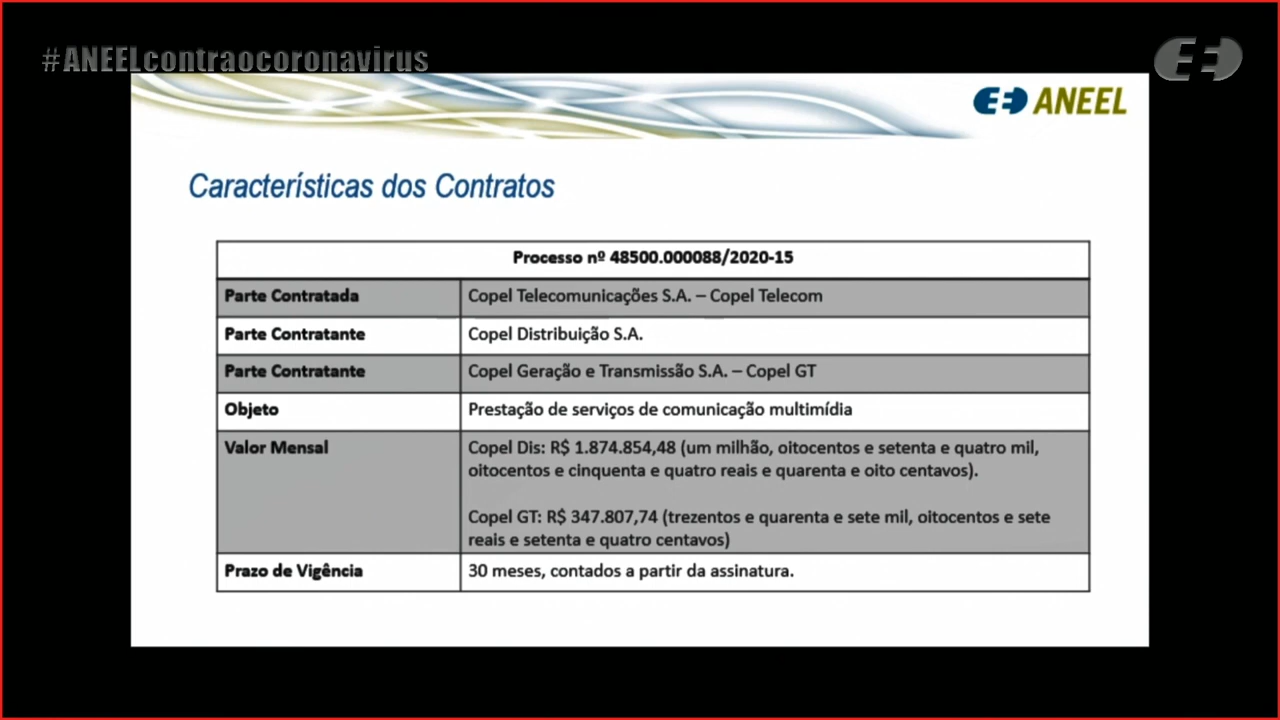 #ANEELcontraocoronavirus
ANEEL
Características dos Contratos
Processo nº 48500.000088/2020-15
Parte Contratada
Copel Telecomunicações S.A. – Copel Telecom
Parte Contratante
Copel Distribuição S.A.
Parte Contratante
Copel Geração e Transmissão S.A. – Copel GT
Objeto
Prestação de serviços de comunicação multimídia
Valor Mensal
Copel Dis: R$ 1.874.854,48 (um milhão, oitocentos e setenta e quatro mil,
oitocentos e cinquenta e quatro reais e quarenta e oito centavos).
Copel GT: R$ 347.807,74 (trezentos e quarenta e sete mil, oitocentos e sete
reais e setenta e quatro centavos)
Prazo de Vigência
30 meses, contados a partir da assinatura.